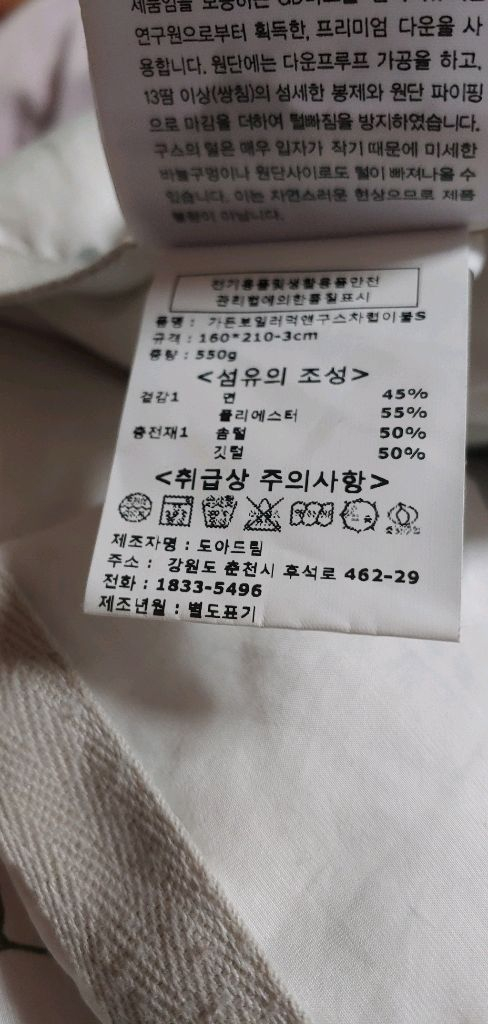 제품임을
연구원으로부터 획득한, 프리미엄 다운을 사
용합니다. 원단에는 다운프루프 가공을 하고,
13땀 이상(쌍침)의 섬세한 봉제와 원단 파이핑
으로 마감을 더하여 털빠짐을 방지하였습니다.
구스의 털은 매우 입자가 작기 때문에 미세한
바늘구멍이나 원단사이로도 털이 빠져나올 수
있습니다. 이는 자연스러운 현상으므로 제품
불량이 아닙니다.
전기용품및생활용품안전
관리법에의한품질표시
품명 : 가든보일러먹앤구스차렵이불S
규격 : 160*210-3cm
중량 : 550g
<섬유의 조성>
겉감1 면 45%
폴리에스터 55%
충전재1 솜털 50%
깃털 50%
<취급상 주의사항>
제조자명 : 도아드림
주소 : 강원도 춘천시 후석로 462-29
전화 : 1833-5496
제조년월 : 별도표기